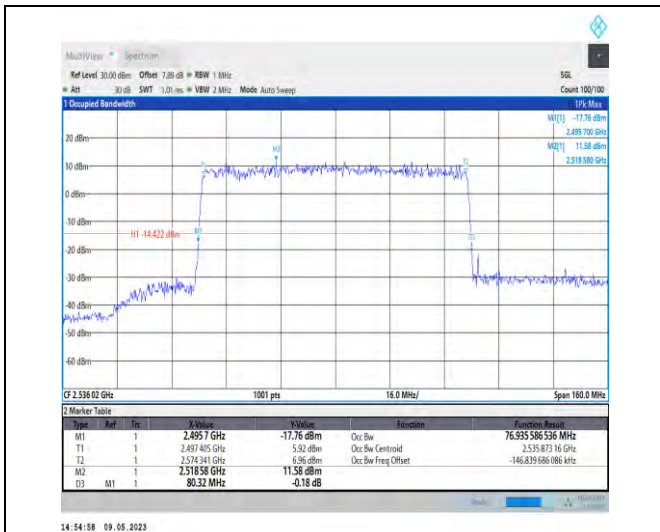 MultiView Spectrum
Ref Level 30.00 dBm Offset 7.89 dB RBW 1 MHz SGL
Att 30 dB SWT 1.01 ms VBW 2 MHz Mode Auto Sweep Count 100/100
1 Occupied Bandwidth 1Pk Max
M1[1] -17.76 dBm
2.495 700 GHz
M2[1] 11.58 dBm
2.518 580 GHz
20 dBm
10 dBm
0 dBm
-10 dBm
-20 dBm
-30 dBm
-40 dBm
-50 dBm
-60 dBm
H1 -14.422 dBm
M1
M2
CF 2.536 02 GHz 1001 pts 16.0 MHz/ Span 160.0 MHz
2 Marker Table
Type Ref Trc X-Value Y-Value Function Function Result
M1 1 2.495 7 GHz -17.76 dBm Occ Bw 76.935 586 536 MHz
T1 1 2.497 405 GHz 5.92 dBm Occ Bw Centroid 2.535 873 16 GHz
T2 1 2.574 341 GHz 6.96 dBm Occ Bw Freq Offset -146.839 686 086 kHz
M2 1 2.518 58 GHz 11.58 dBm
D3 M1 1 80.32 MHz -0.18 dB
14:54:58 09.05.2023